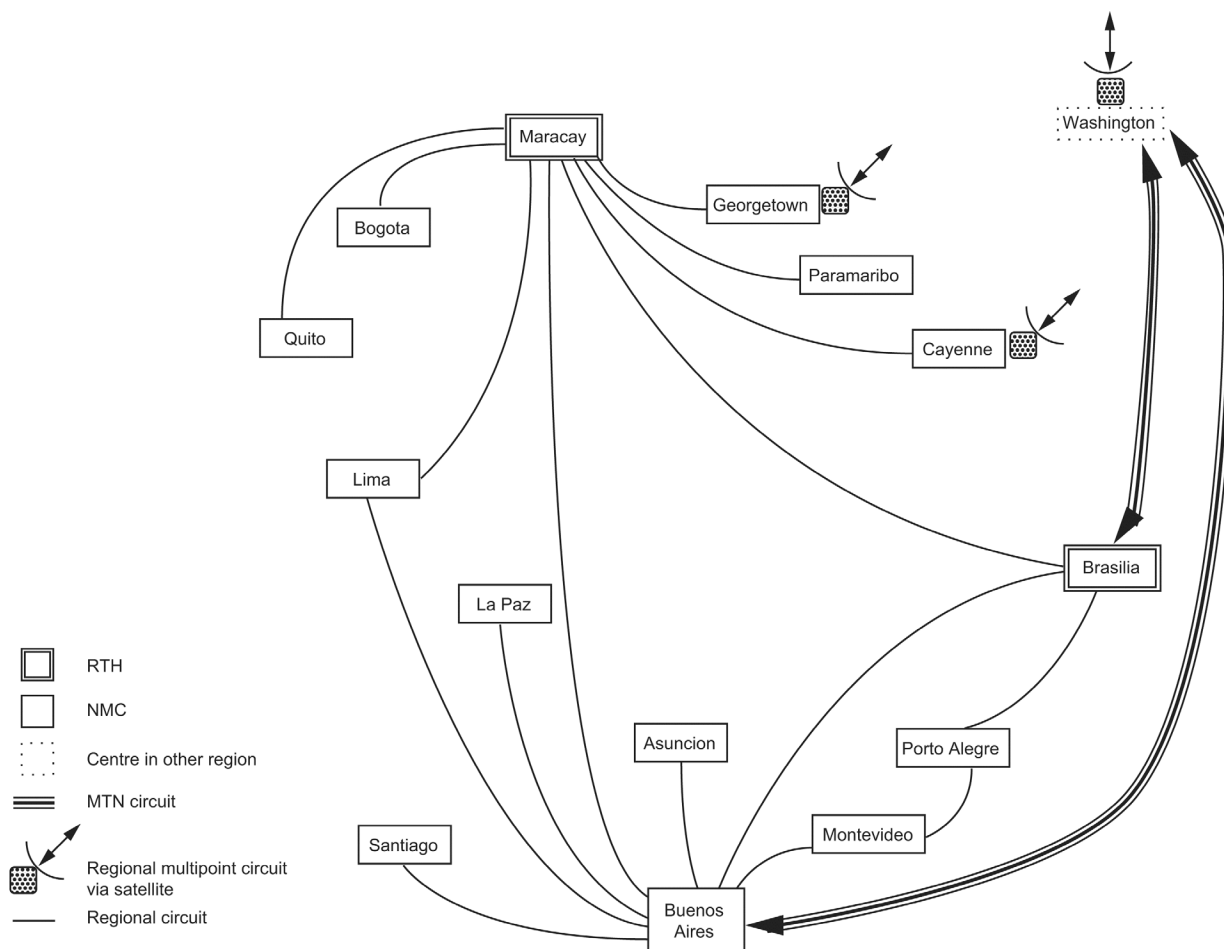 Washington
Maracay
Georgetown
Bogota
Paramaribo
Quito
Cayenne
Lima
Brasilia
La Paz
RTH
NMC
Asuncion
Porto Alegre
Centre in other region
MTN circuit
Montevideo
Santiago
Regional multipoint circuit
via satellite
Regional circuit
Buenos
Aires